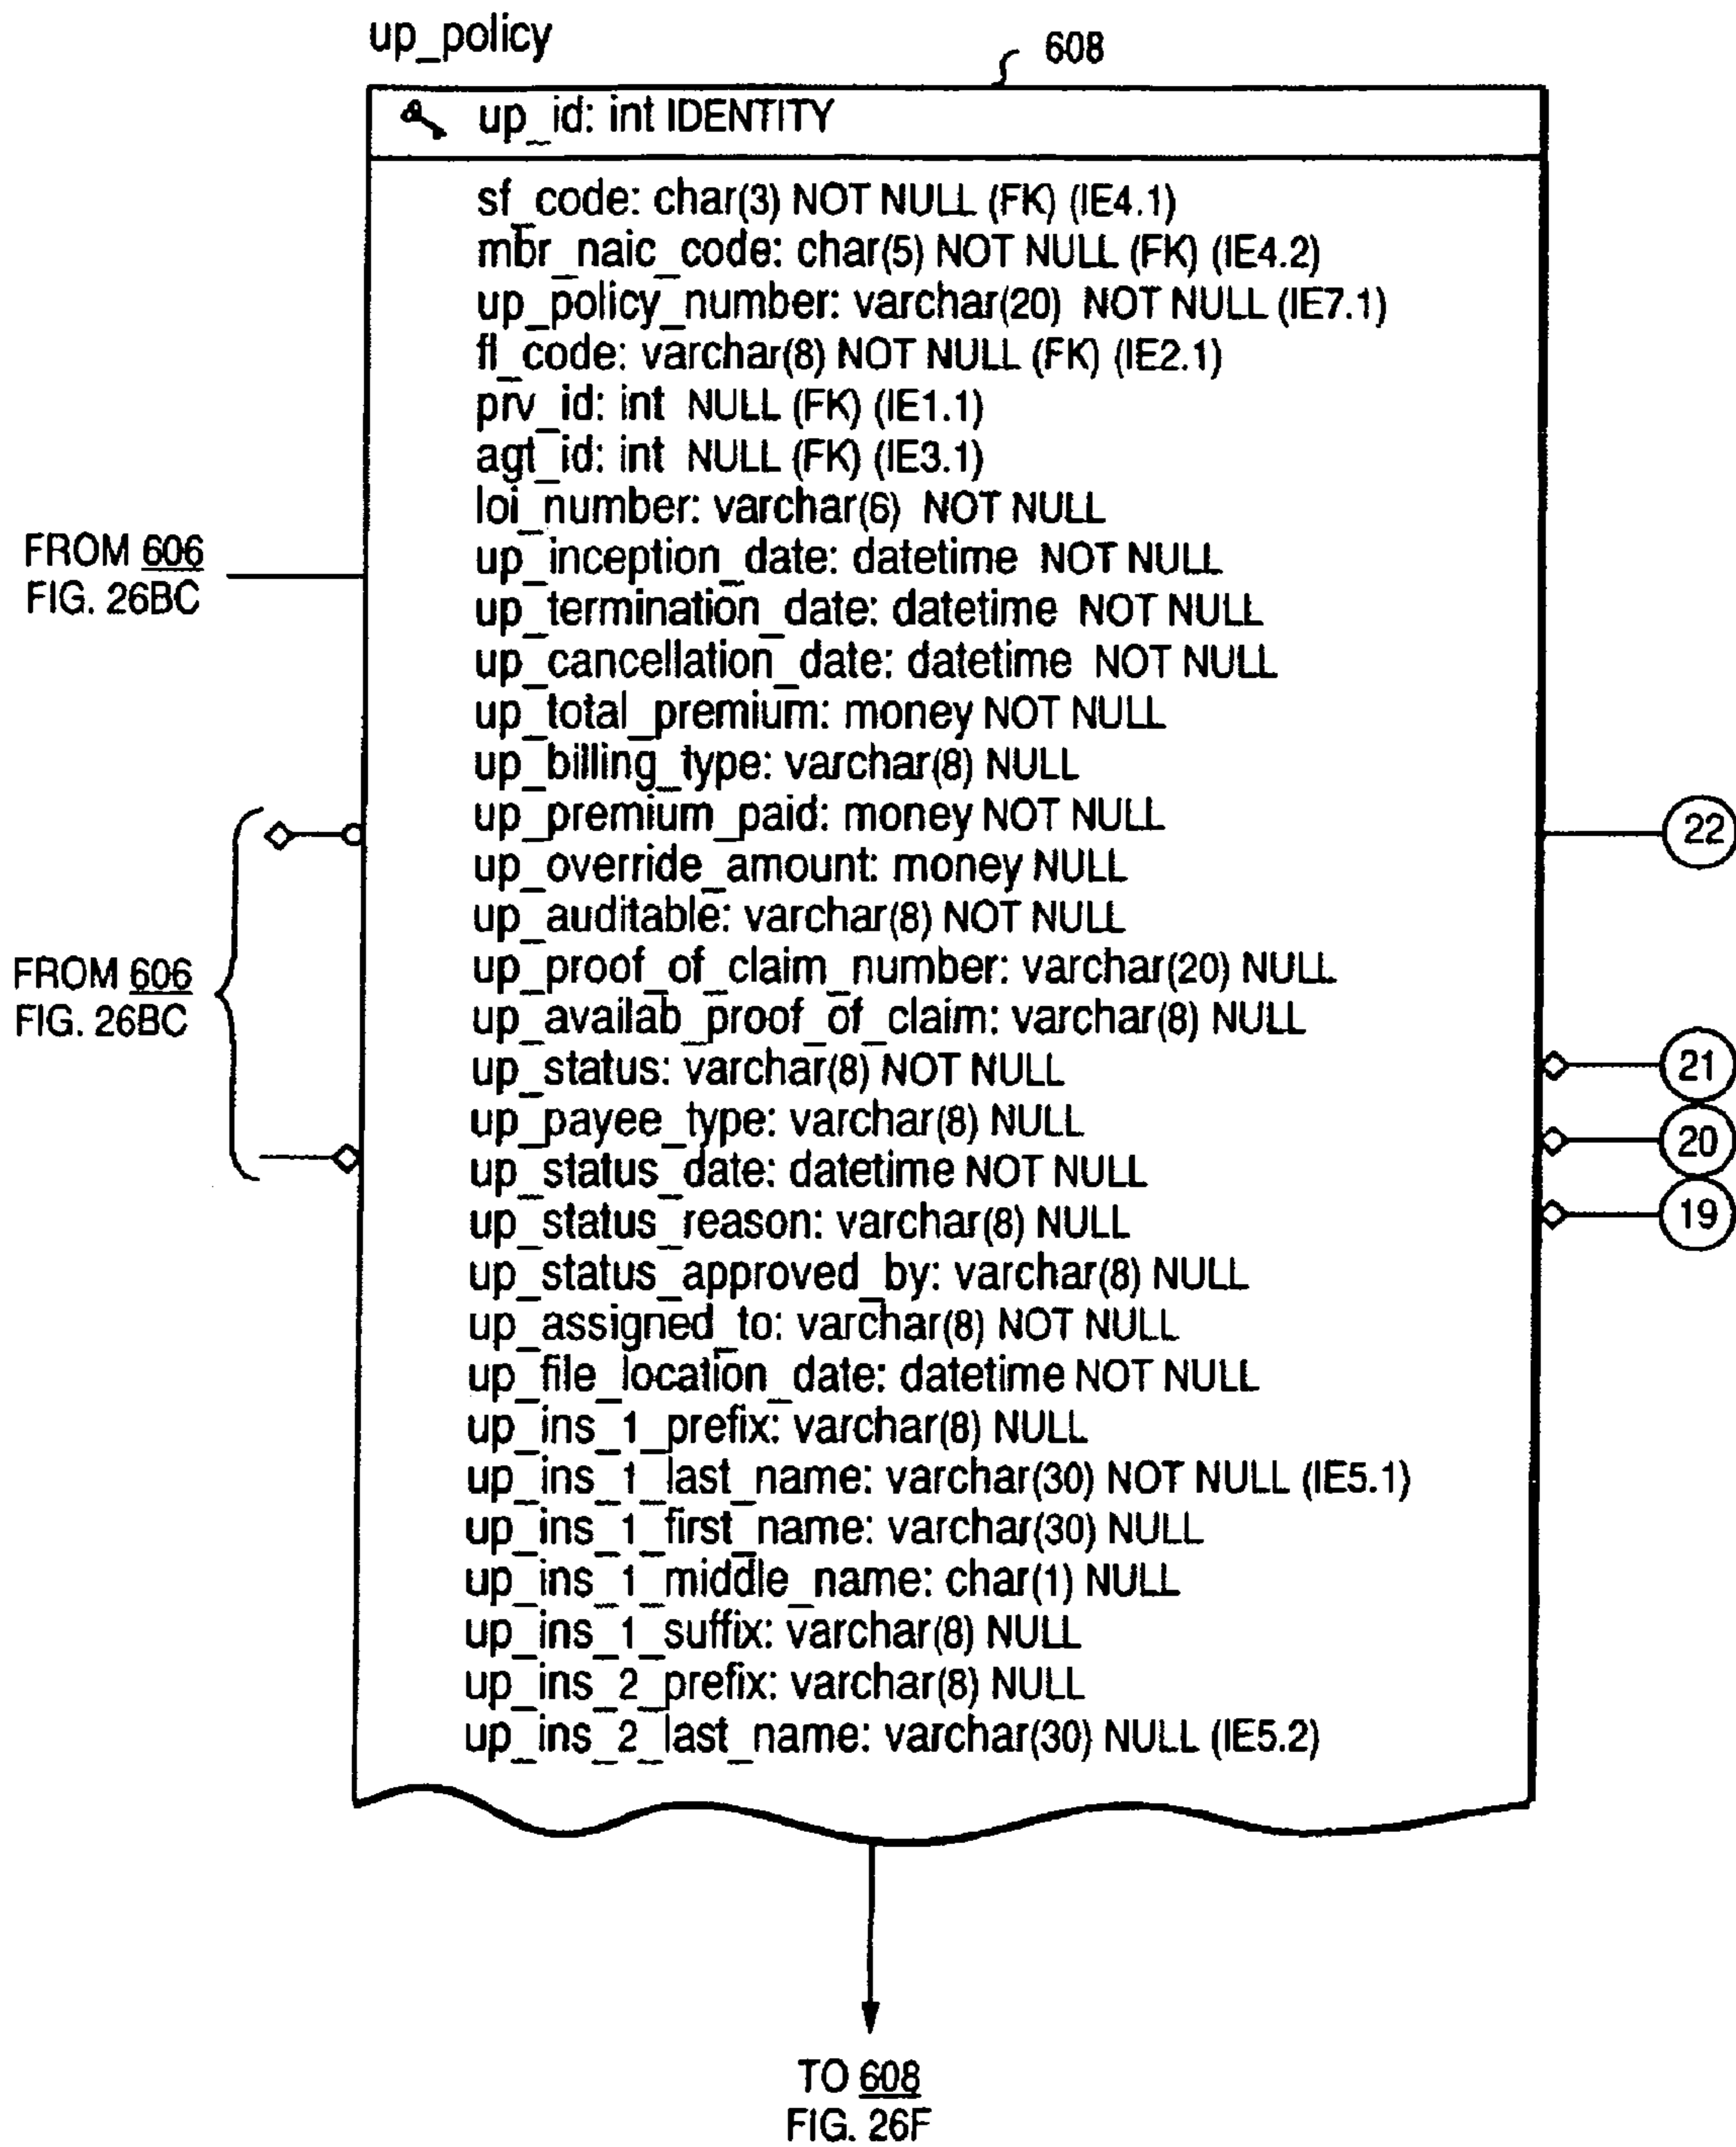 up_policy
608
up_id: int IDENTITY
sf_code: char(3) NOT NULL (FK) (IE4.1)
mbr_naic_code: char(5) NOT NULL (FK) (IE4.2)
up_policy_number: varchar(20) NOT NULL (IE7.1)
fl_code: varchar(8) NOT NULL (FK) (IE2.1)
prv_id: int NULL (FK) (IE1.1)
agt_id: int NULL (FK) (IE3.1)
loi_number: varchar(6) NOT NULL
up_inception_date: datetime NOT NULL
up_termination_date: datetime NOT NULL
up_cancellation_date: datetime NOT NULL
up_total_premium: money NOT NULL
up_billing_type: varchar(8) NULL
up_premium_paid: money NOT NULL
up_override_amount: money NULL
up_auditable: varchar(8) NOT NULL
up_proof_of_claim_number: varchar(20) NULL
up_availab_proof_of_claim: varchar(8) NULL
up_status: varchar(8) NOT NULL
up_payee_type: varchar(8) NULL
up_status_date: datetime NOT NULL
up_status_reason: varchar(8) NULL
up_status_approved_by: varchar(8) NULL
up_assigned_to: varchar(8) NOT NULL
up_file_location_date: datetime NOT NULL
up_ins_1_prefix: varchar(8) NULL
up_ins_1_last_name: varchar(30) NOT NULL (IE5.1)
up_ins_1_first_name: varchar(30) NULL
up_ins_1_middle_name: char(1) NULL
up_ins_1_suffix: varchar(8) NULL
up_ins_2_prefix: varchar(8) NULL
up_ins_2_last_name: varchar(30) NULL (IE5.2)
FROM 606
FIG. 26BC
FROM 606
FIG. 26BC
22
21
20
19
TO 608
FIG. 26F